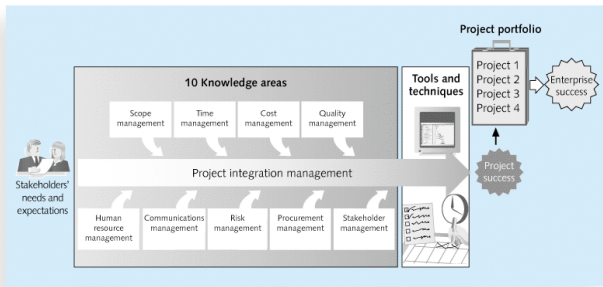 Project portfolio
Project 1
Project 2
Project 3
Project 4
Enterprise
success
10 Knowledge areas
Tools and
techniques
Scope
management
Time
management
Cost
management
Quality
management
Stakeholders'
needs and
expectations
Project integration management
Project
success
Human
resource
management
Communications
management
Risk
management
Procurement
management
Stakeholder
management